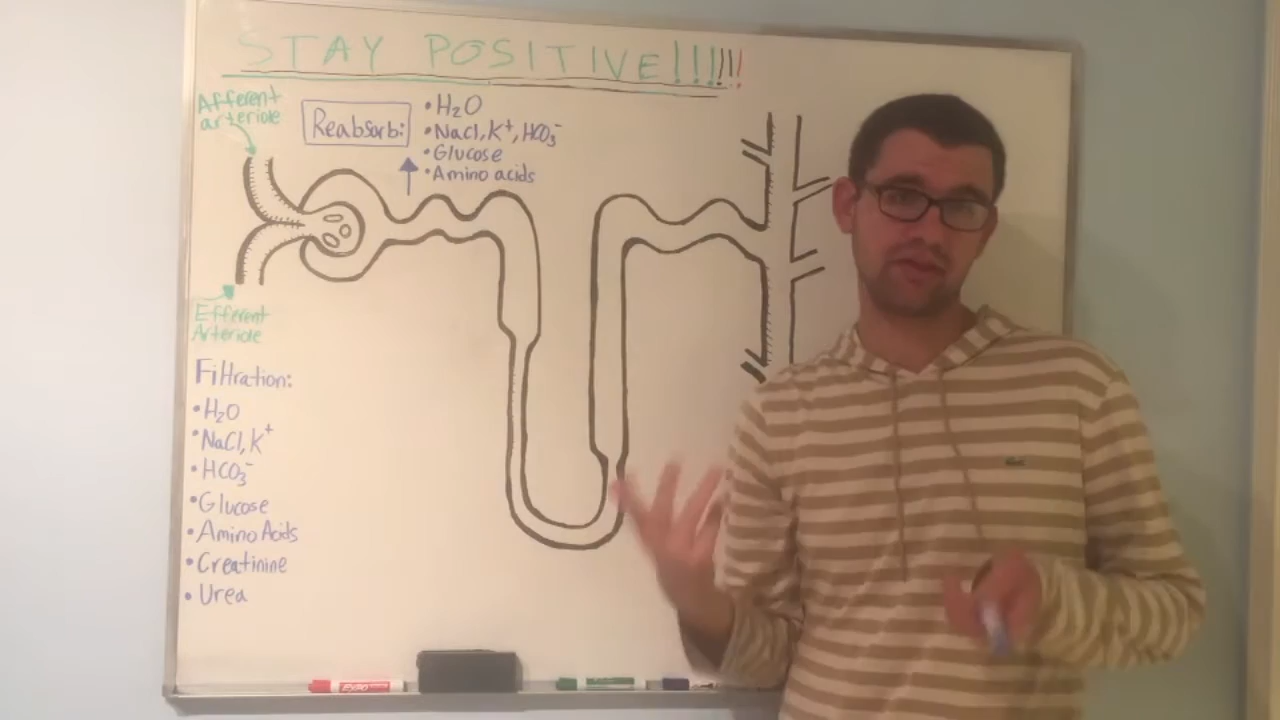 STAY POSITIVE!!!!!!
Afferent
arteriole
Reabsorb:
•H₂O
•NaCl, K⁺, HCO₃⁻
•Glucose
•Amino acids
Efferent
Arteriole
Filtration:
•H₂O
•NaCl, K⁺
•HCO₃⁻
•Glucose
•Amino Acids
•Creatinine
•Urea
EXPO